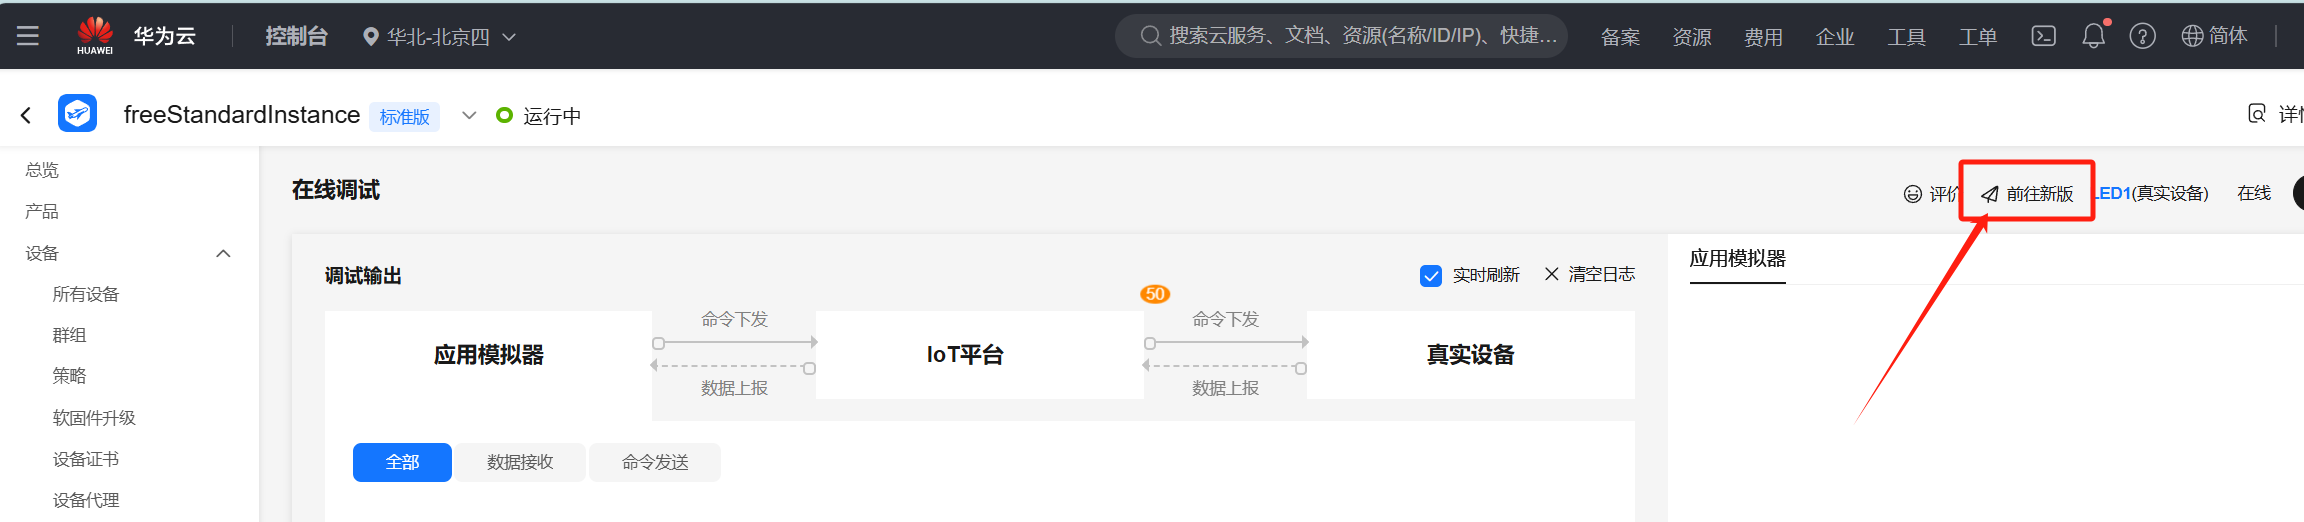 HUAWEI
华为云
控制台
华北-北京四
搜索云服务、文档、资源(名称/ID/IP)、快捷...
备案
资源
费用
企业
工具
工单
简体
freeStandardInstance
标准版
运行中
总览
产品
设备
所有设备
群组
策略
软固件升级
设备证书
设备代理
在线调试
评价
前往新版
LED1(真实设备)
在线
调试输出
实时刷新
清空日志
50
应用模拟器
命令下发
数据上报
IoT平台
命令下发
数据上报
真实设备
全部
数据接收
命令发送
应用模拟器